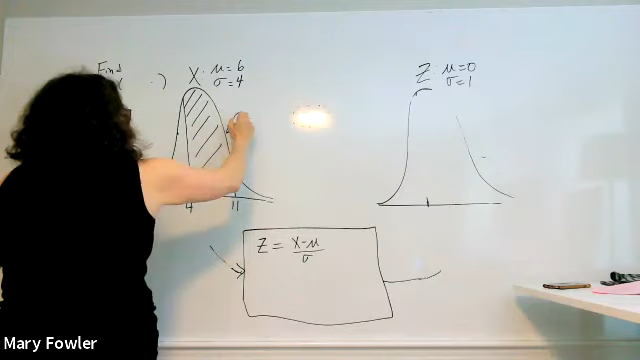 Find
X: μ=6
σ=4
Z: μ=0
σ=1
4 11
Z = X-μ
σ
Mary Fowler